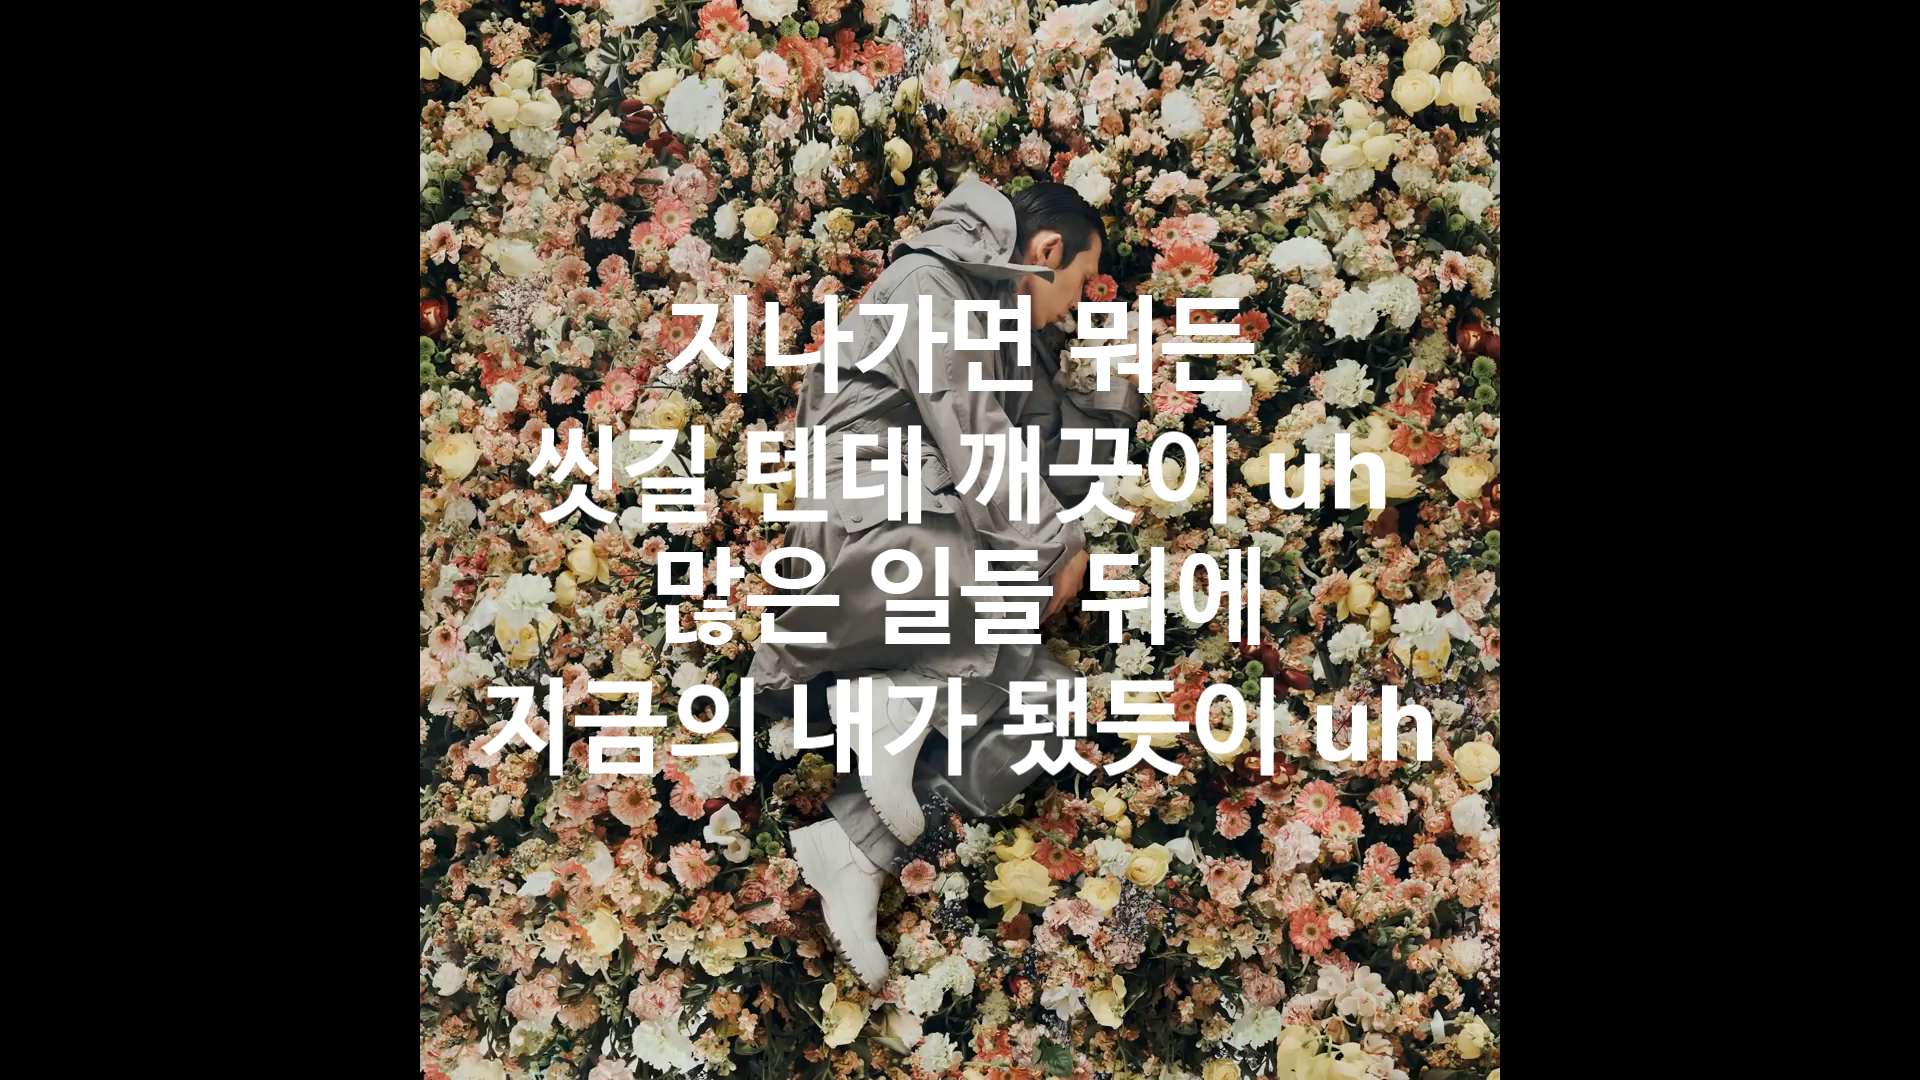 지나가면 뭐든
씻길 텐데 깨끗이 uh
많은 일들 뒤에
지금의 내가 됐듯이 uh